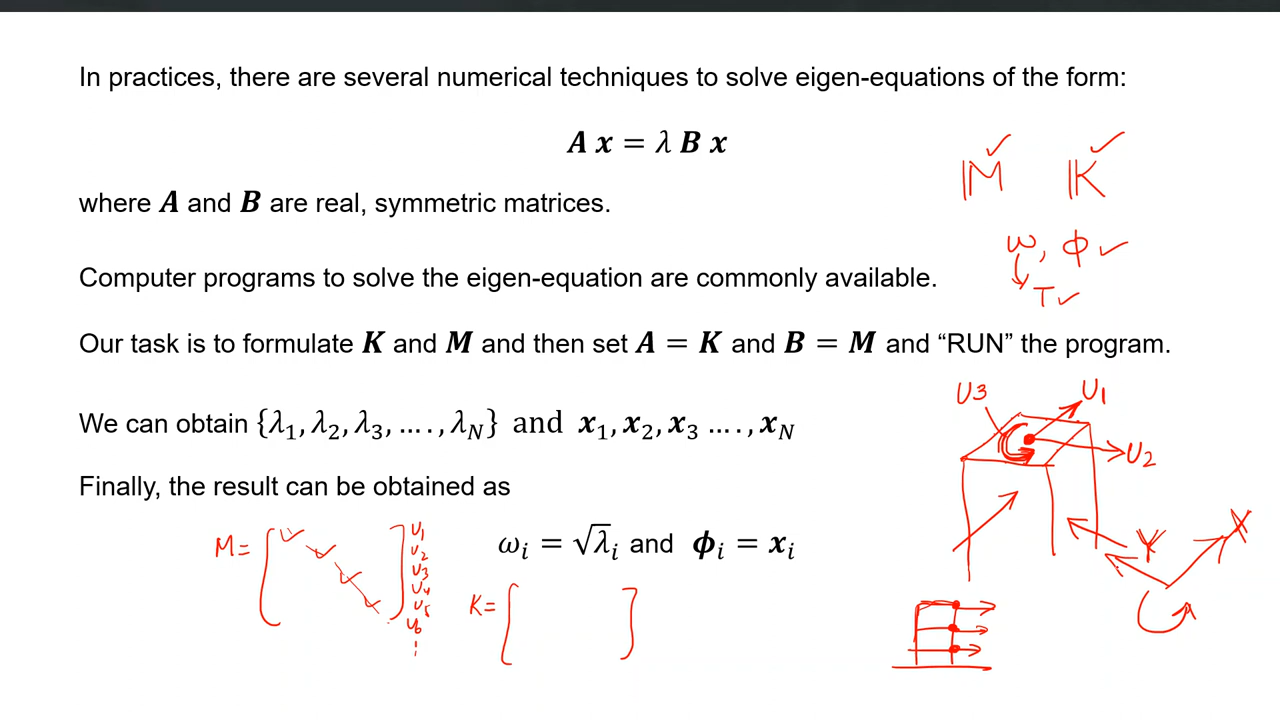 In practices, there are several numerical techniques to solve eigen-equations of the form:
A x = λ B x
M K
where A and B are real, symmetric matrices.
ω, ϕ
Computer programs to solve the eigen-equation are commonly available.
T
Our task is to formulate K and M and then set A = K and B = M and “RUN” the program.
U3 U1
We can obtain {λ1, λ2, λ3, …. , λN} and x1, x2, x3 …. , xN
U2
Finally, the result can be obtained as
ωi = √λi and ϕi = xi
M = [ ]
U1
U2
U3
U4
U5
U6
K = [ ]
X
Y